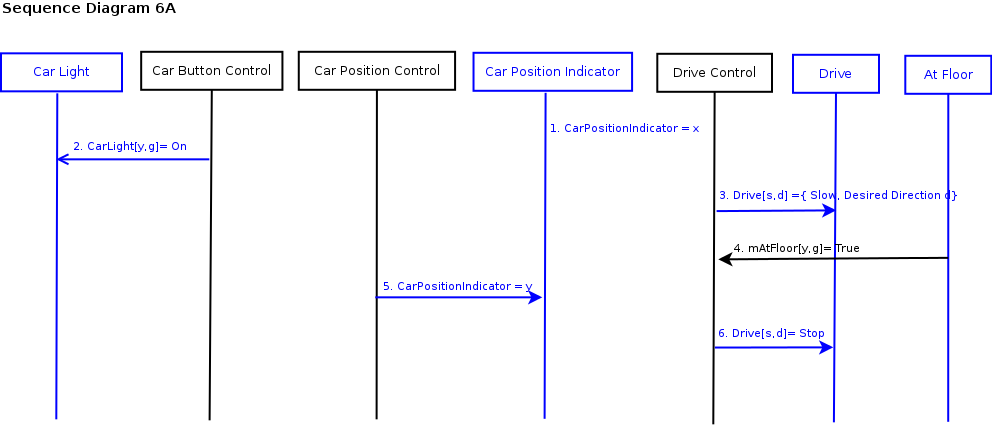 Sequence Diagram 6A
Car Light
Car Button Control
Car Position Control
Car Position Indicator
Drive Control
Drive
At Floor
1. CarPositionIndicator = x
2. CarLight[y,g]= On
3. Drive[s,d] ={ Slow, Desired Direction d}
4. mAtFloor[y,g]= True
5. CarPositionIndicator = y
6. Drive[s,d]= Stop